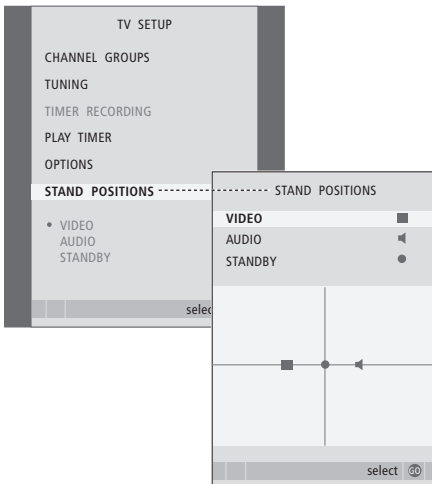 TV SETUP
CHANNEL GROUPS
TUNING
TIMER RECORDING
PLAY TIMER
OPTIONS
STAND POSITIONS
• VIDEO
AUDIO
STANDBY
selec
STAND POSITIONS
VIDEO
AUDIO
STANDBY
select GO